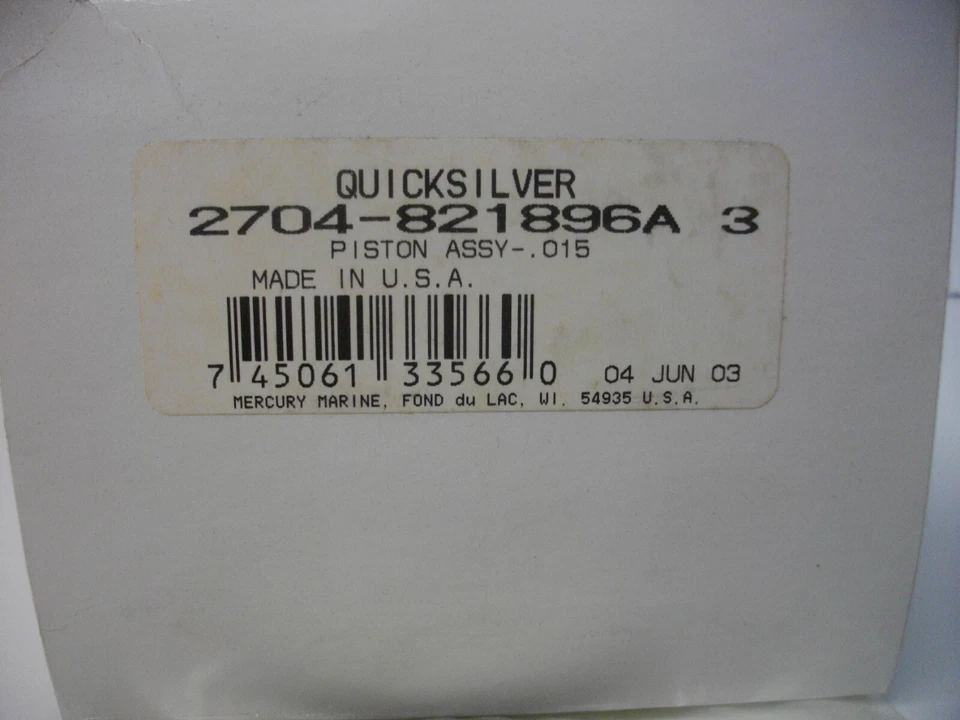 QUICKSILVER
2704-821896A 3
PISTON ASSY-.015
MADE IN U.S.A.
7 45061 33566 0 04 JUN 03
MERCURY MARINE, FOND du LAC, WI. 54935 U.S.A.